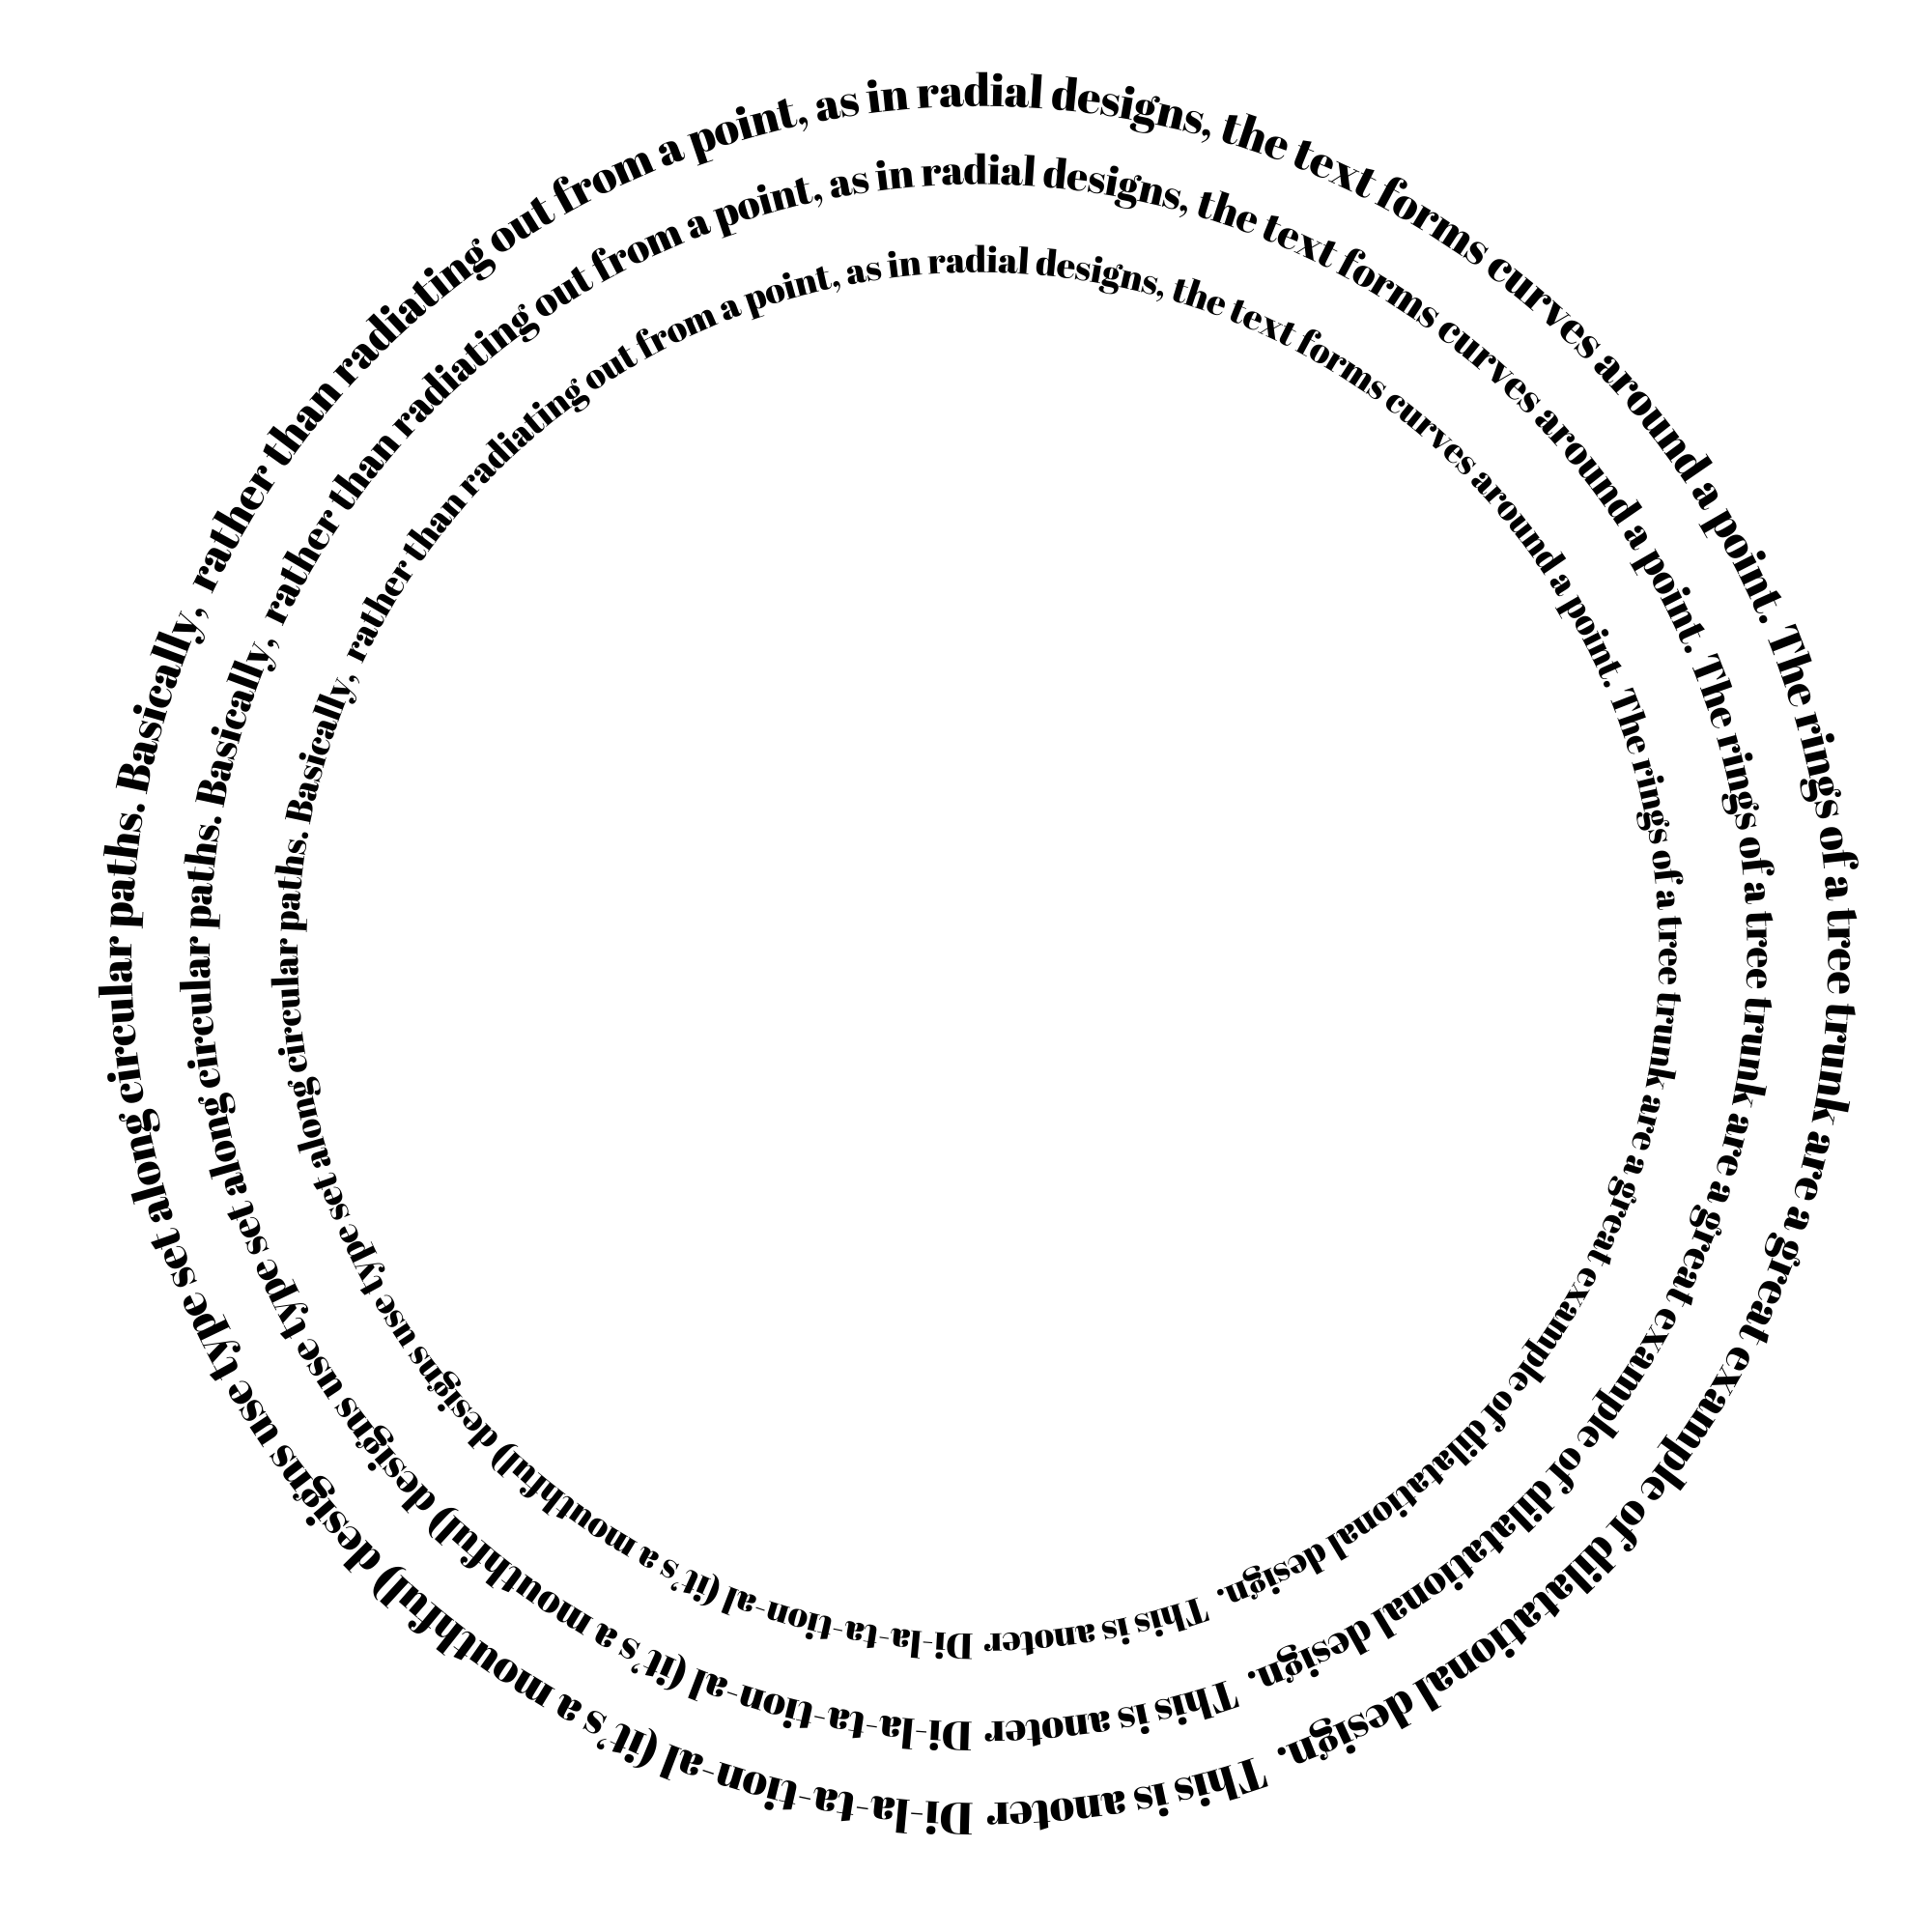 Di-la-ta-tion-al (it's a mouthful) designs use type set along circular paths. Basically, rather than radiating out from a point, as in radial designs, the text forms curves around a point. The rings of a tree trunk are a great example of dilatational design. This is anoter
Di-la-ta-tion-al (it's a mouthful) designs use type set along circular paths. Basically, rather than radiating out from a point, as in radial designs, the text forms curves around a point. The rings of a tree trunk are a great example of dilatational design. This is anoter
Di-la-ta-tion-al (it's a mouthful) designs use type set along circular paths. Basically, rather than radiating out from a point, as in radial designs, the text forms curves around a point. The rings of a tree trunk are a great example of dilatational design. This is anoter